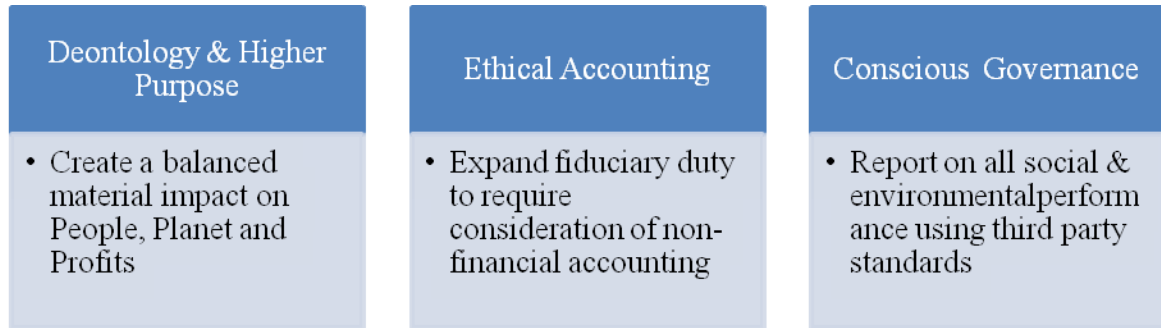 Deontology & Higher
Purpose
• Create a balanced
material impact on
People, Planet and
Profits
Ethical Accounting
• Expand fiduciary duty
to require
consideration of non-
financial accounting
Conscious Governance
• Report on all social &
environmentalperform
ance using third party
standards